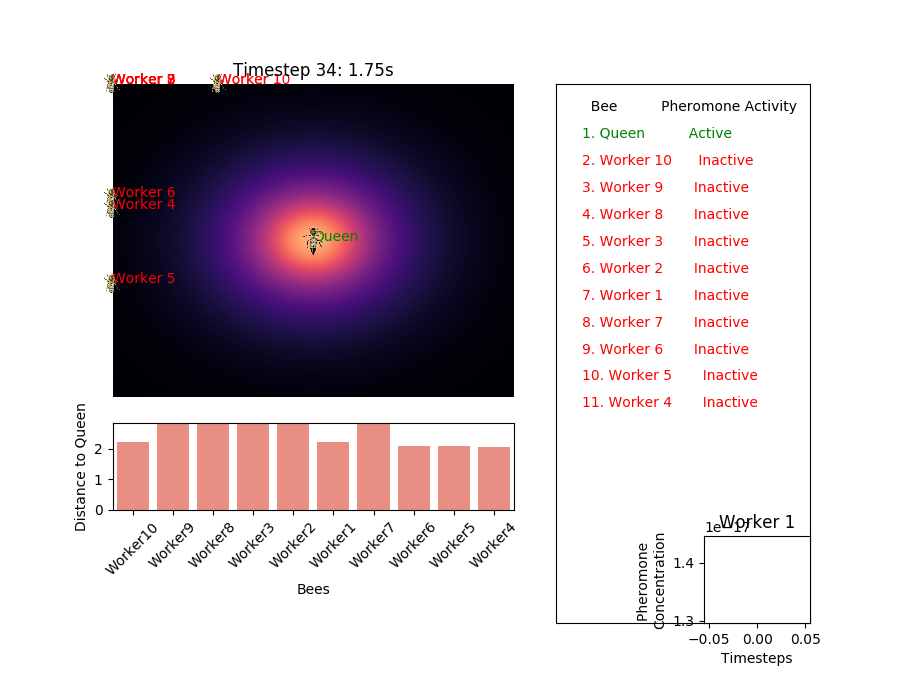 Timestep 34: 1.75s
Worker 10
Worker 6
Worker 4
Queen
Worker 5
Distance to Queen
2
1
0
Worker10
Worker9
Worker8
Worker3
Worker2
Worker1
Worker7
Worker6
Worker5
Worker4
Bees
Bee Pheromone Activity
1. Queen Active
2. Worker 10 Inactive
3. Worker 9 Inactive
4. Worker 8 Inactive
5. Worker 3 Inactive
6. Worker 2 Inactive
7. Worker 1 Inactive
8. Worker 7 Inactive
9. Worker 6 Inactive
10. Worker 5 Inactive
11. Worker 4 Inactive
Worker 1
1e−17
Pheromone
Concentration
1.4
1.3
−0.05 0.00 0.05
Timesteps